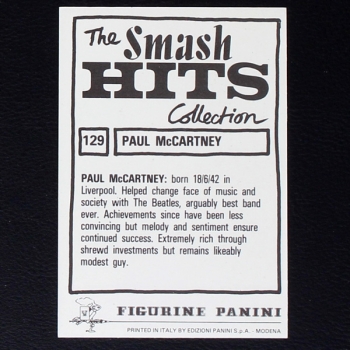 The Smash
HITS
Collection
129 PAUL McCARTNEY
PAUL McCARTNEY: born 18/6/42 in
Liverpool. Helped change face of music and
society with The Beatles, arguably best band
ever. Achievements since have been less
convincing but melody and sentiment ensure
continued success. Extremely rich through
shrewd investments but remains likeably
modest guy.
FIGURINE PANINI
PRINTED IN ITALY BY EDIZIONI PANINI S.p.A. - MODENA